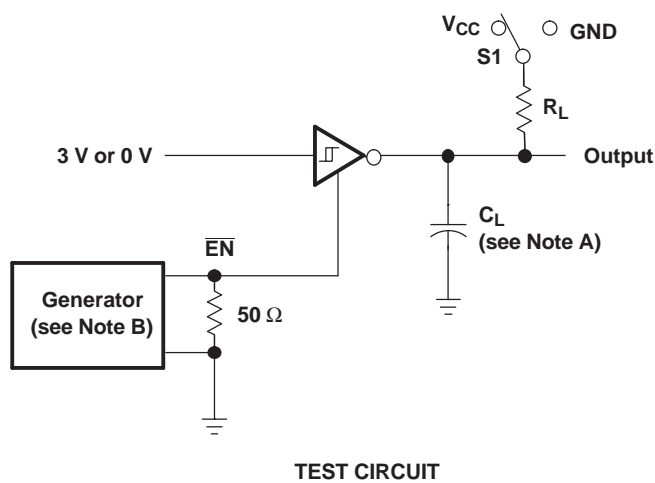 VCC
GND
S1
RL
3 V or 0 V
Output
CL
(see Note A)
EN
Generator
(see Note B)
50 Ω
TEST CIRCUIT